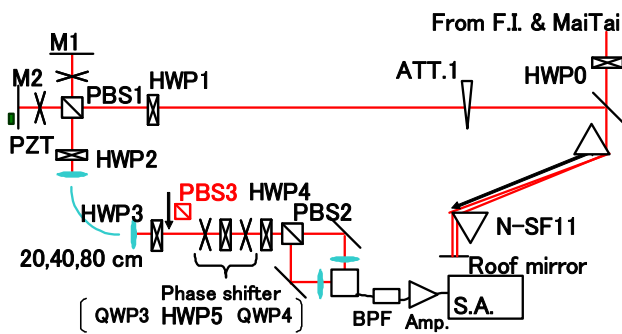 From F.I. & MaiTai
M1
M2
HWP1
ATT.1
HWP0
PBS1
PZT
HWP2
PBS3 HWP4
HWP3
PBS2
N-SF11
20,40,80 cm
Roof mirror
Phase shifter
S.A.
QWP3 HWP5 QWP4
BPF
Amp.